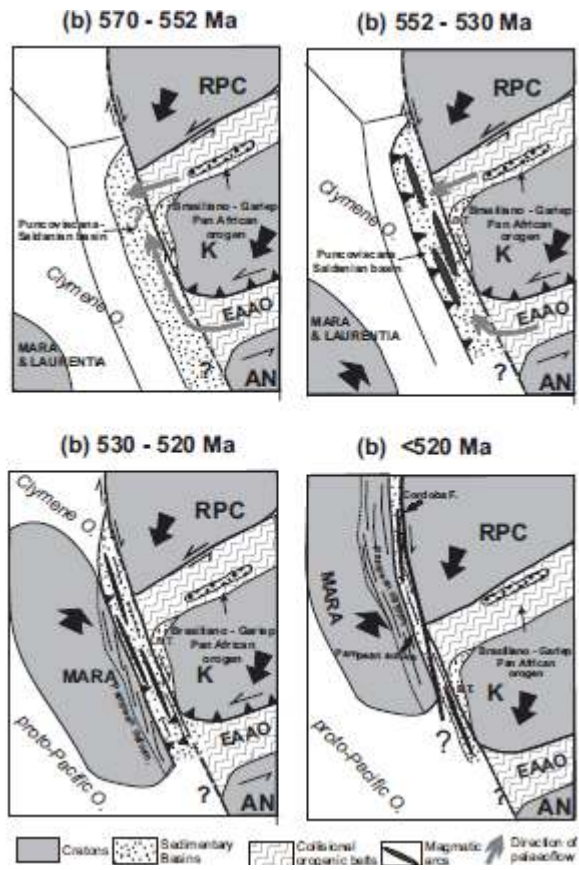 (b) 570 - 552 Ma
RPC
Brasiliano - Gariep
Pan African
orogen
Puncoviscana -
Saldanian basin
?
K
Clymene O.
EAAO
MARA
& LAURENTIA
?
AN
(b) 552 - 530 Ma
RPC
Clymene O.
Brasiliano - Gariep
Pan African
orogen
K
Puncoviscana
Saldanian basin
EAAO
MARA
& LAURENTIA
?
AN
(b) 530 - 520 Ma
Clymene O.
RPC
Brasiliano - Gariep
Pan African
orogen
MARA
K
proto-Pacific O.
EAAO
?
AN
(b) <520 Ma
Cordoba F.
RPC
MARA
Brasiliano - Gariep
Pan African
orogen
K
proto-Pacific O.
?
EAAO
AN
Cratons
Sedimentary
Basins
Collisional
orogenic belts
Magmatic
arcs
Direction of
palaeoflow